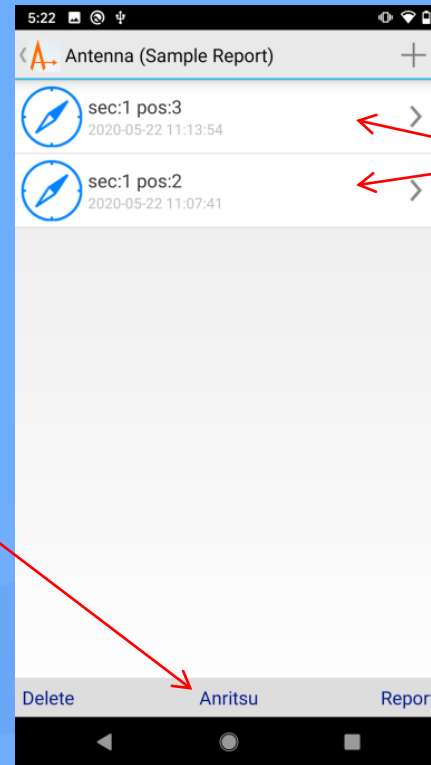 5:22
Antenna (Sample Report)
sec:1 pos:3
2020-05-22 11:13:54
sec:1 pos:2
2020-05-22 11:07:41
Delete Anritsu Report